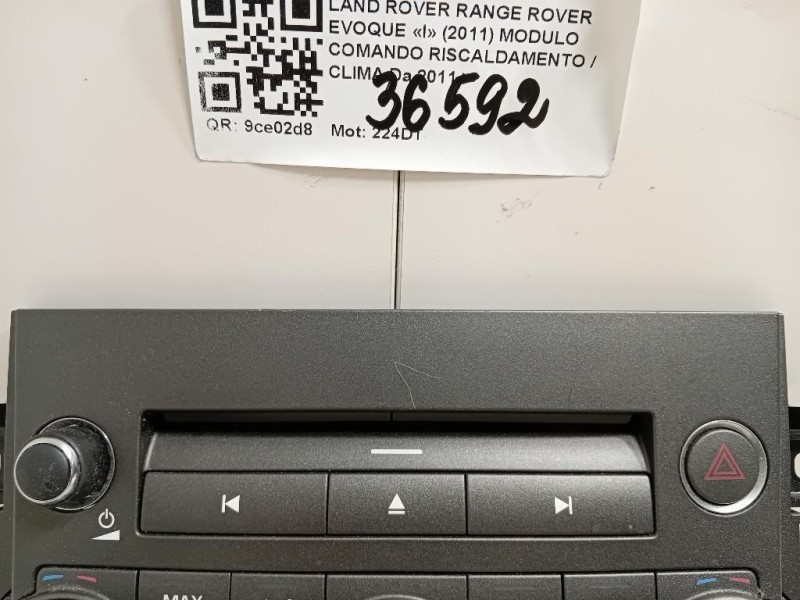 LAND ROVER RANGE ROVER
EVOQUE «I» (2011) MODULO
COMANDO RISCALDAMENTO /
CLIMA Da 2011
36592
QR: 9ce02d8 Mot: 224DT
MAX